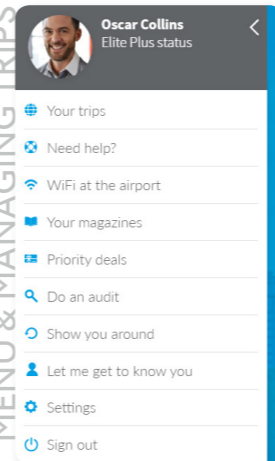 MENU & MANAGING TRIPS
Oscar Collins
Elite Plus status
Your trips
Need help?
WiFi at the airport
Your magazines
Priority deals
Do an audit
Show you around
Let me get to know you
Settings
Sign out